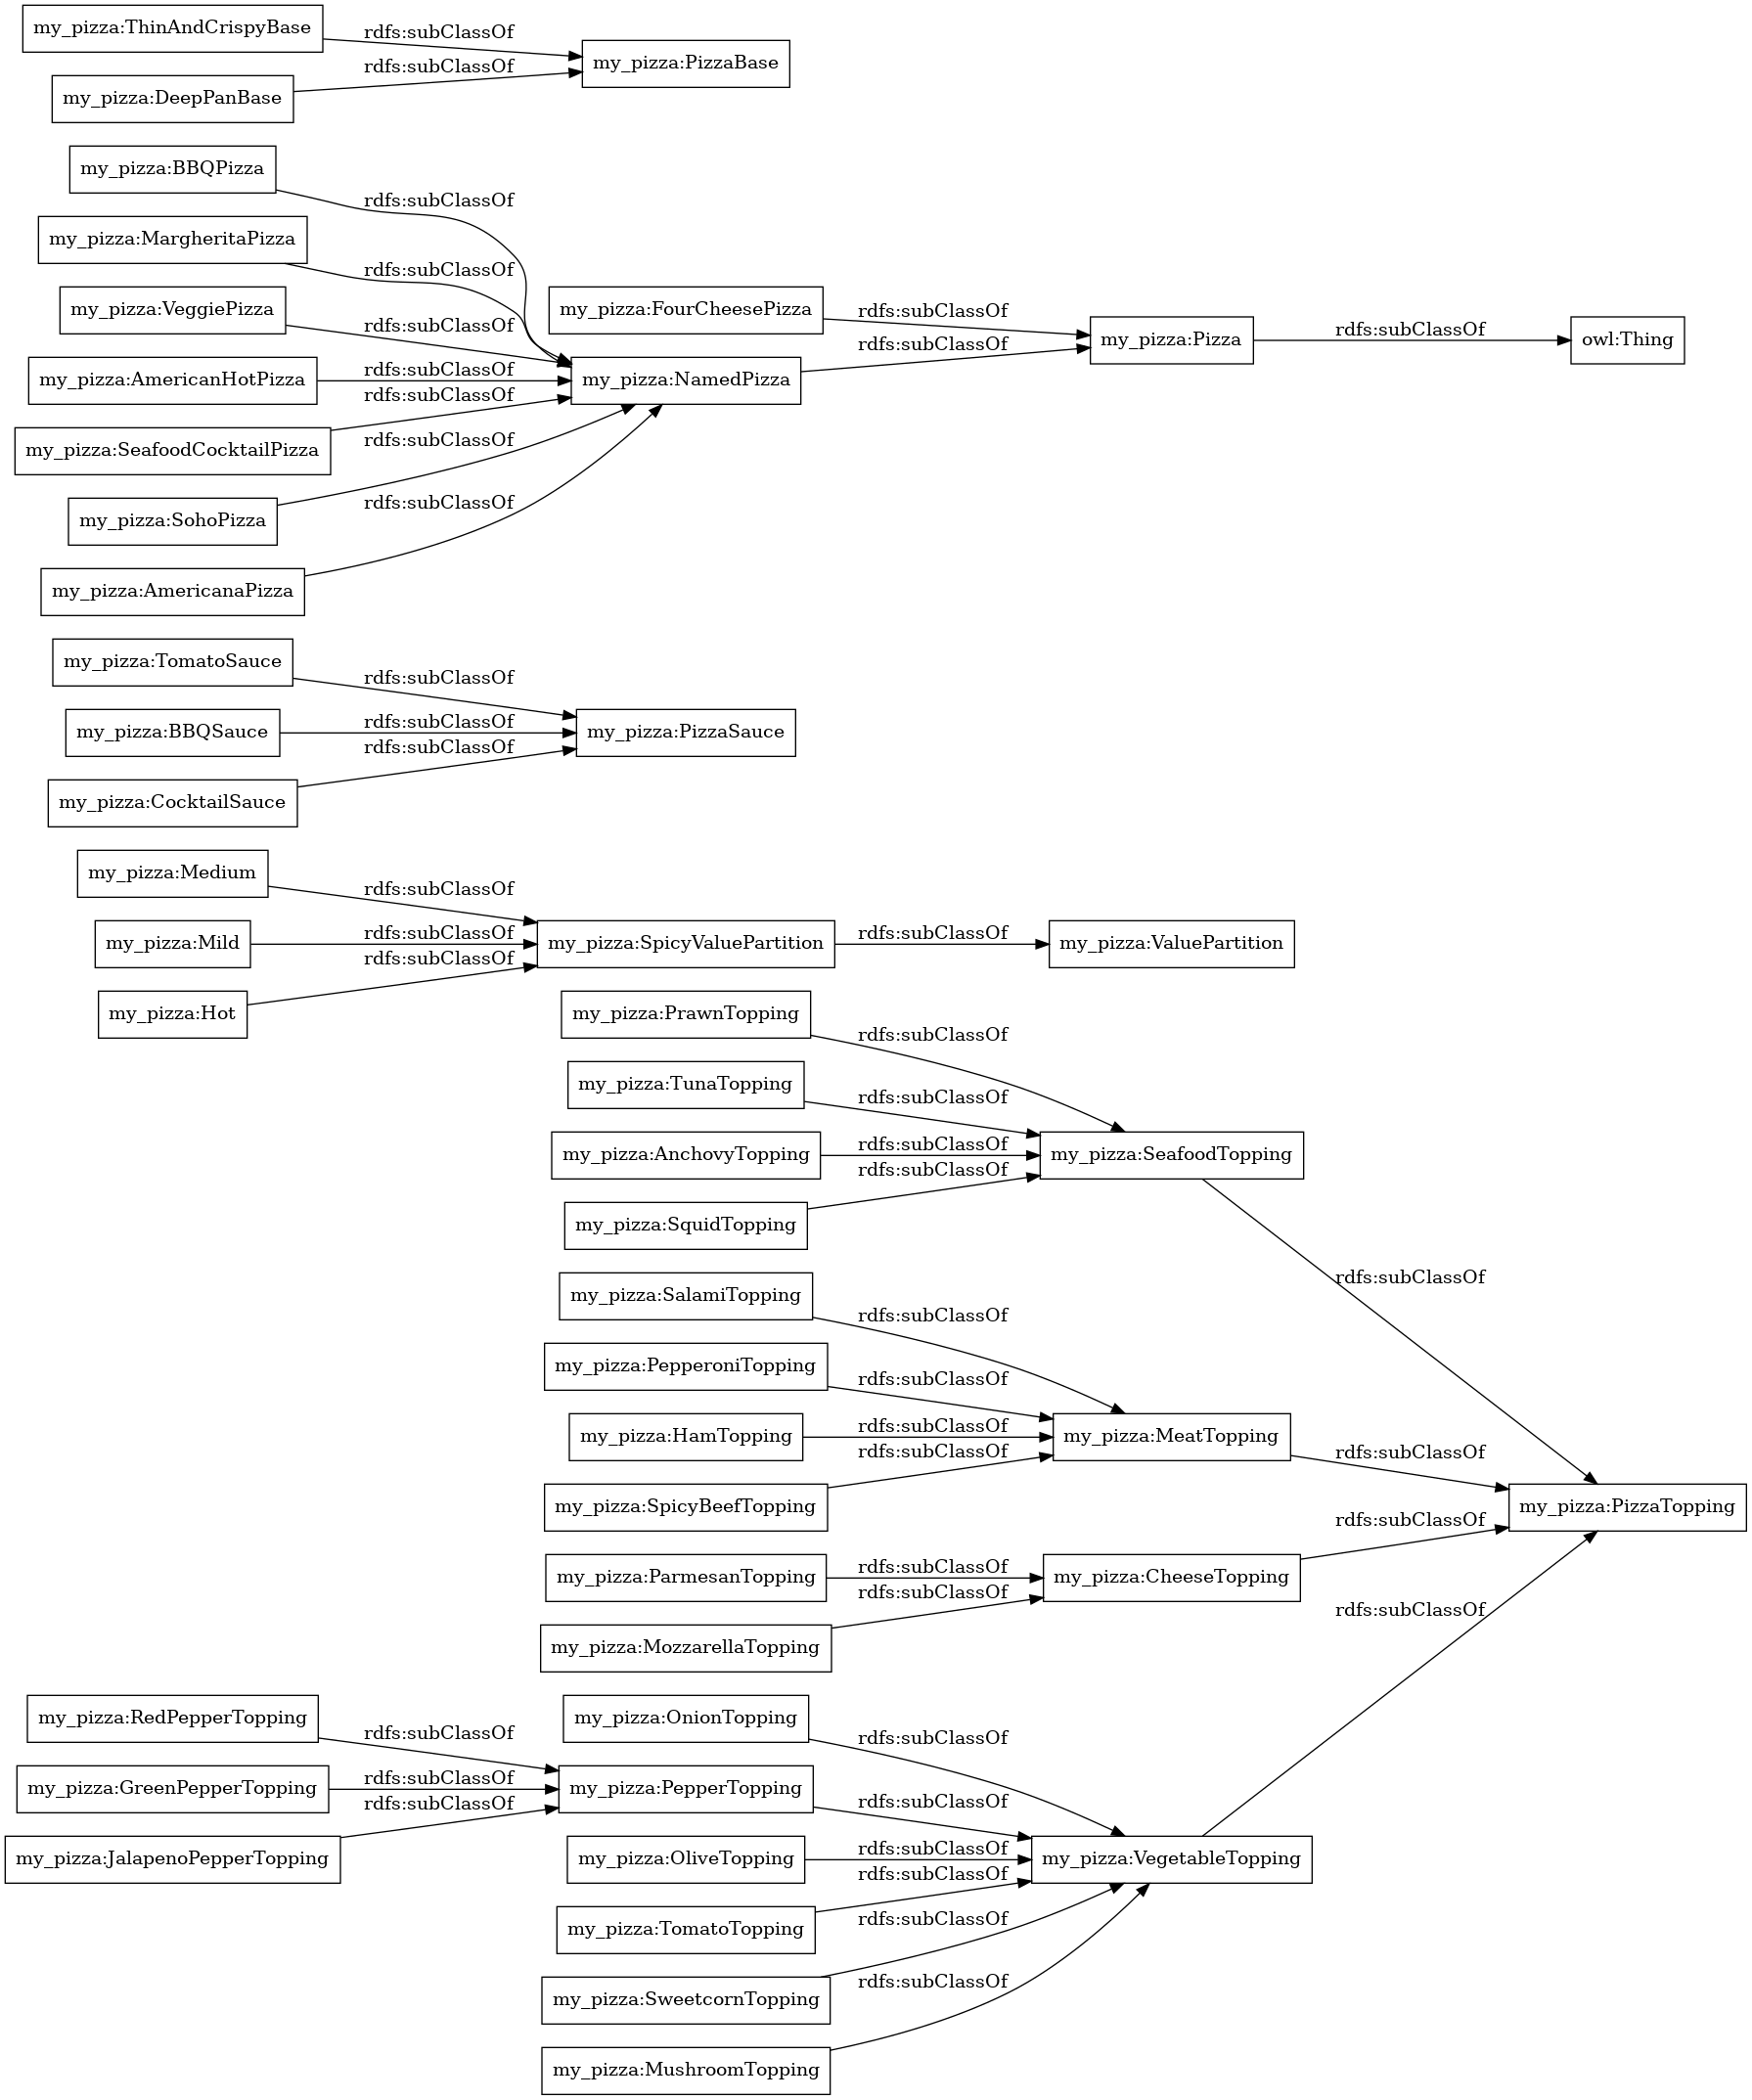 my_pizza:ThinAndCrispyBase
rdfs:subClassOf
my_pizza:PizzaBase
rdfs:subClassOf
my_pizza:DeepPanBase
my_pizza:BBQPizza
rdfs:subClassOf
my_pizza:MargheritaPizza
rdfs:subClassOf
my_pizza:VeggiePizza
rdfs:subClassOf
my_pizza:FourCheesePizza
rdfs:subClassOf
my_pizza:Pizza
rdfs:subClassOf
owl:Thing
my_pizza:AmericanHotPizza
rdfs:subClassOf
my_pizza:NamedPizza
rdfs:subClassOf
my_pizza:SeafoodCocktailPizza
rdfs:subClassOf
my_pizza:SohoPizza
rdfs:subClassOf
my_pizza:AmericanaPizza
rdfs:subClassOf
my_pizza:TomatoSauce
rdfs:subClassOf
my_pizza:BBQSauce
rdfs:subClassOf
my_pizza:PizzaSauce
my_pizza:CocktailSauce
rdfs:subClassOf
my_pizza:Medium
rdfs:subClassOf
my_pizza:Mild
rdfs:subClassOf
my_pizza:SpicyValuePartition
rdfs:subClassOf
my_pizza:ValuePartition
my_pizza:Hot
rdfs:subClassOf
my_pizza:PrawnTopping
rdfs:subClassOf
my_pizza:TunaTopping
rdfs:subClassOf
my_pizza:AnchovyTopping
rdfs:subClassOf
my_pizza:SeafoodTopping
rdfs:subClassOf
my_pizza:SquidTopping
rdfs:subClassOf
my_pizza:SalamiTopping
rdfs:subClassOf
my_pizza:PepperoniTopping
rdfs:subClassOf
my_pizza:HamTopping
rdfs:subClassOf
my_pizza:MeatTopping
rdfs:subClassOf
my_pizza:SpicyBeefTopping
rdfs:subClassOf
my_pizza:PizzaTopping
my_pizza:ParmesanTopping
rdfs:subClassOf
my_pizza:CheeseTopping
rdfs:subClassOf
my_pizza:MozzarellaTopping
rdfs:subClassOf
my_pizza:RedPepperTopping
rdfs:subClassOf
my_pizza:OnionTopping
rdfs:subClassOf
rdfs:subClassOf
my_pizza:GreenPepperTopping
rdfs:subClassOf
my_pizza:PepperTopping
rdfs:subClassOf
my_pizza:JalapenoPepperTopping
rdfs:subClassOf
my_pizza:OliveTopping
rdfs:subClassOf
my_pizza:VegetableTopping
my_pizza:TomatoTopping
rdfs:subClassOf
my_pizza:SweetcornTopping
rdfs:subClassOf
my_pizza:MushroomTopping
rdfs:subClassOf